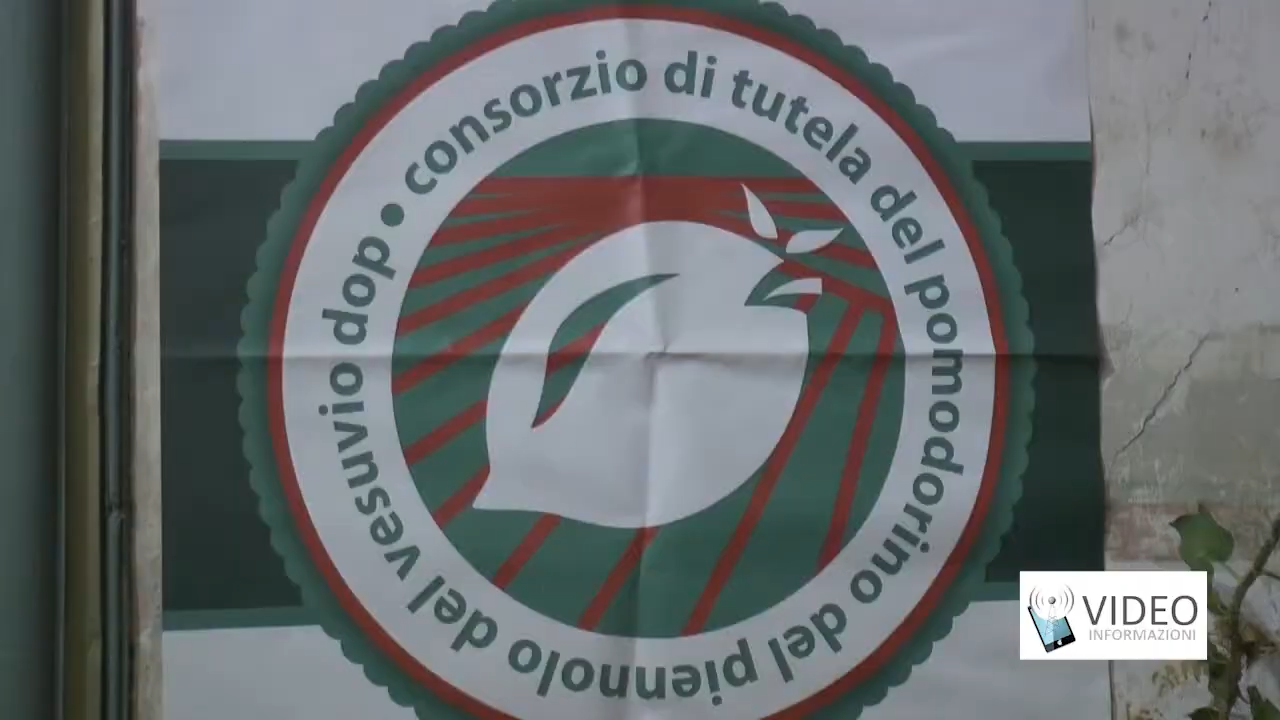 consorzio di tutela del pomodorino del piennolo del vesuvio dop •
VIDEO
INFORMAZIONI